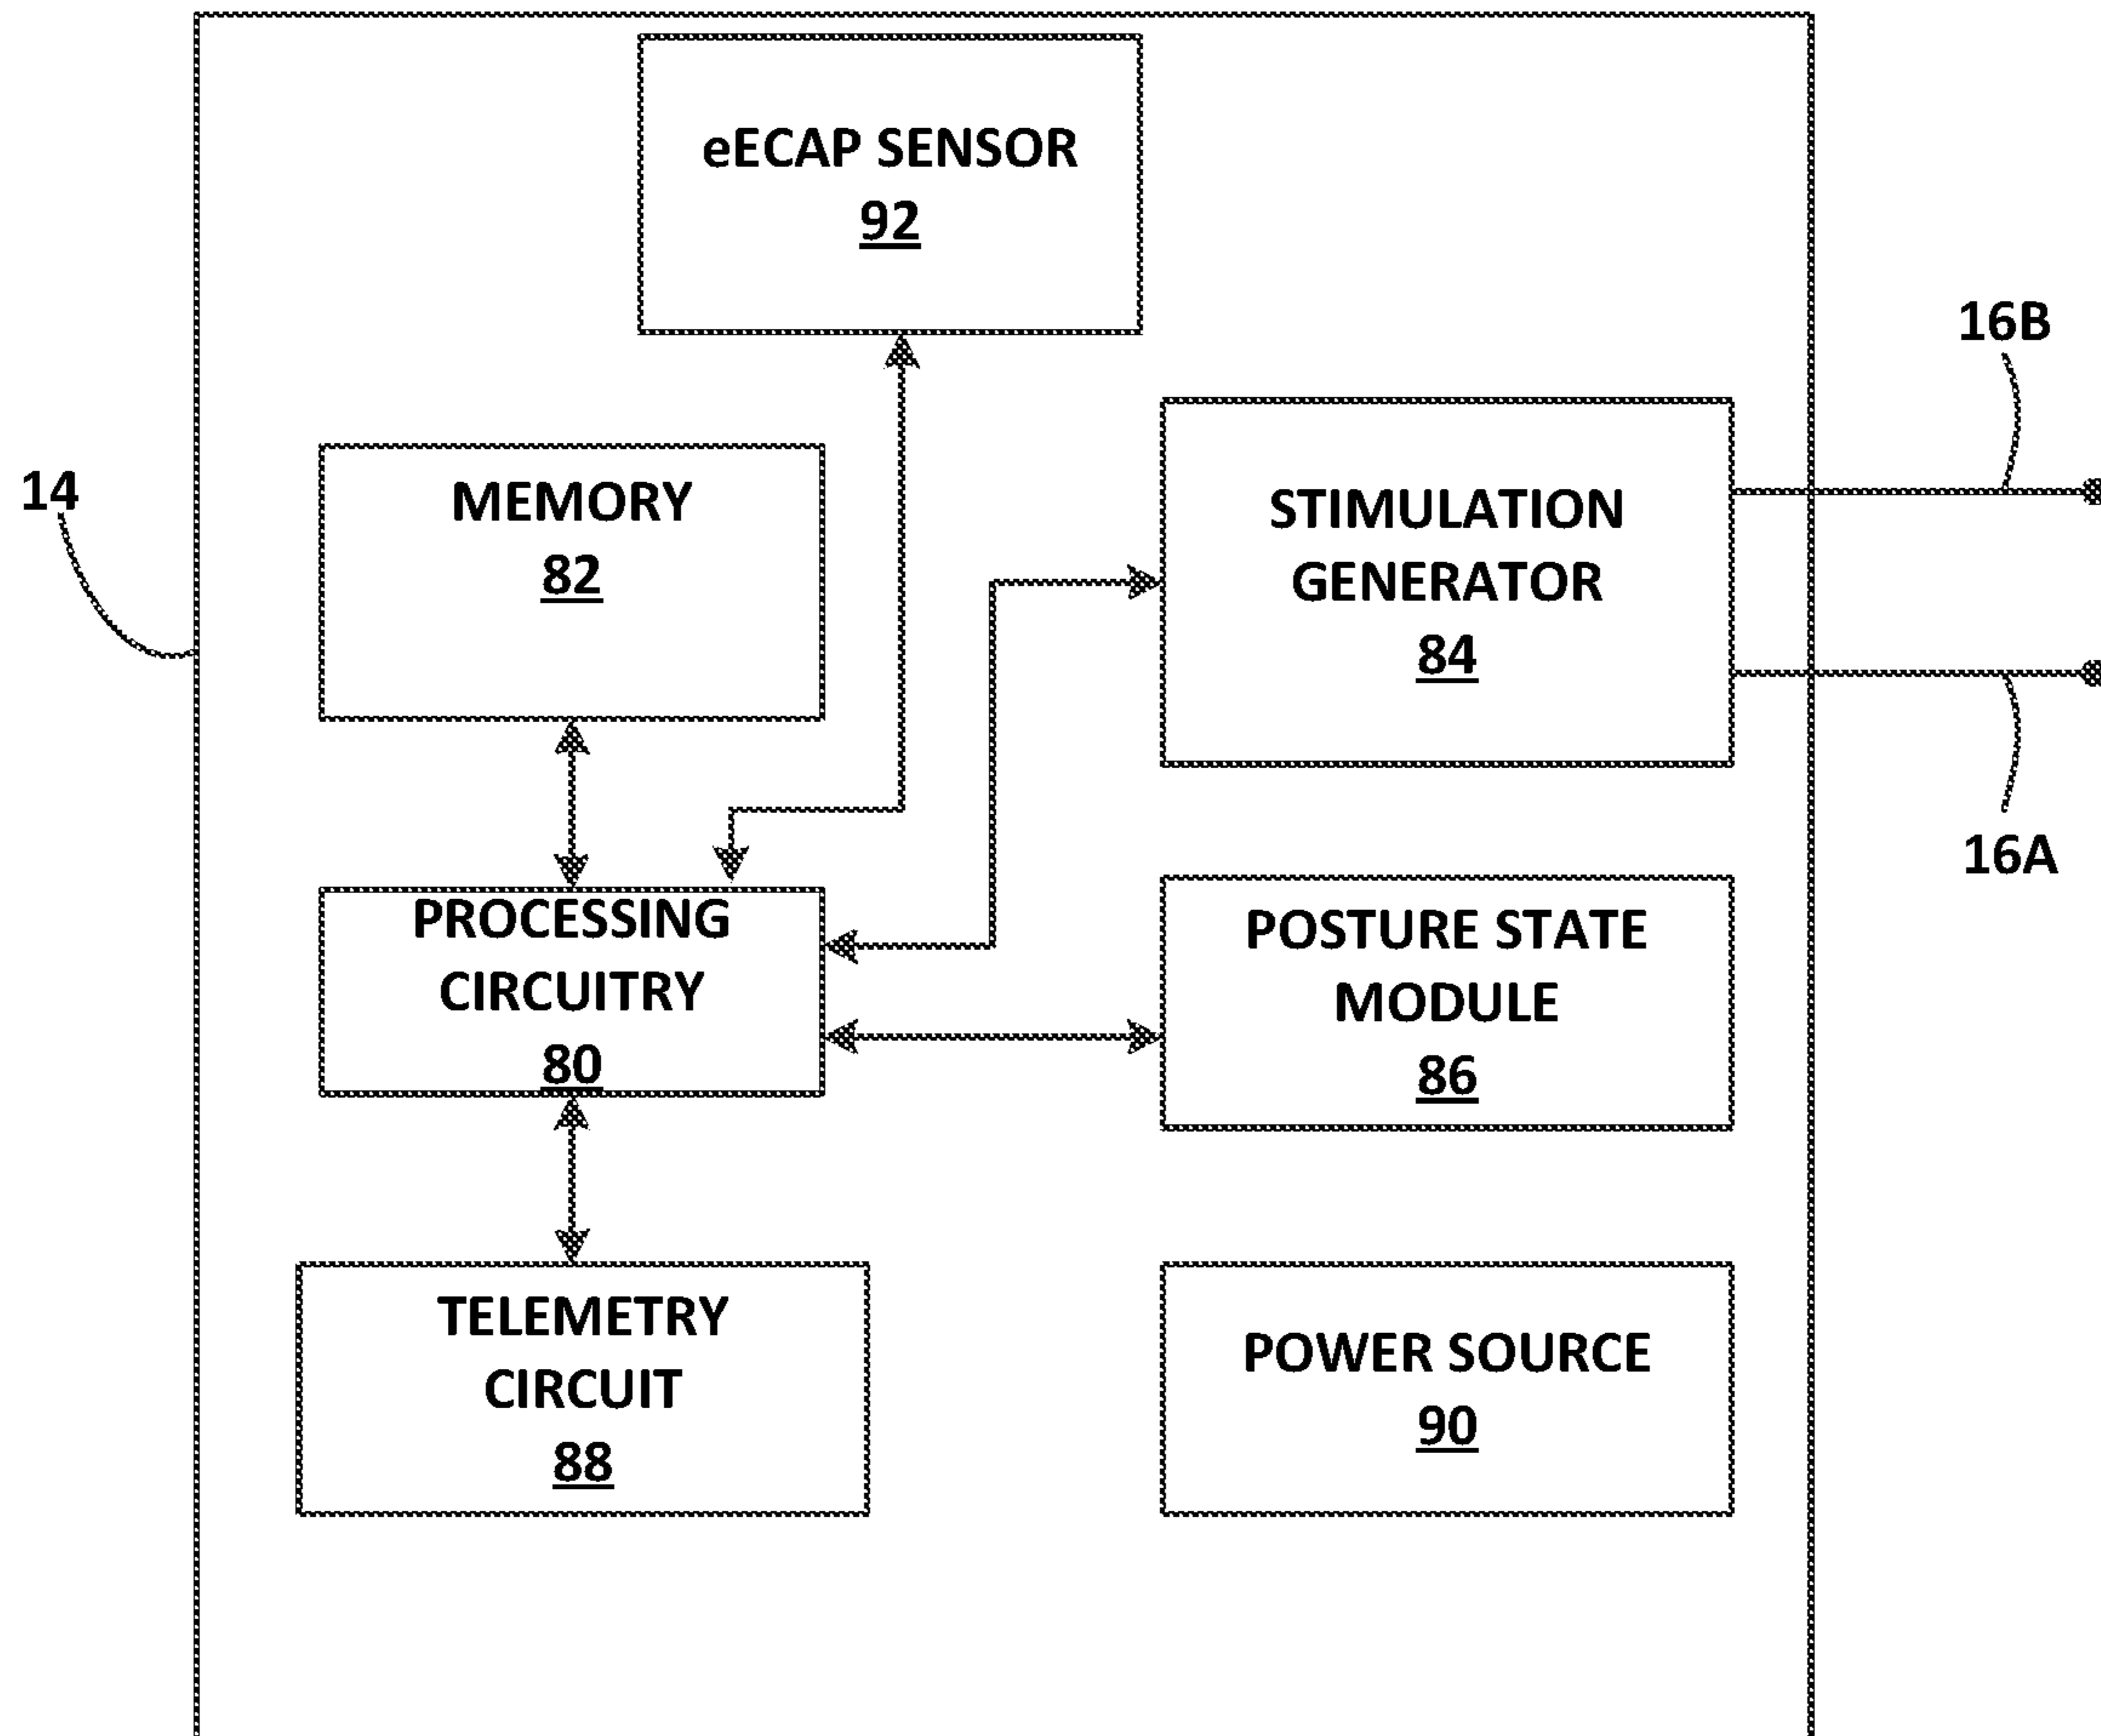 eECAP SENSOR
92
16B
14
MEMORY
82
STIMULATION
GENERATOR
84
16A
PROCESSING
CIRCUITRY
80
POSTURE STATE
MODULE
86
TELEMETRY
CIRCUIT
88
POWER SOURCE
90